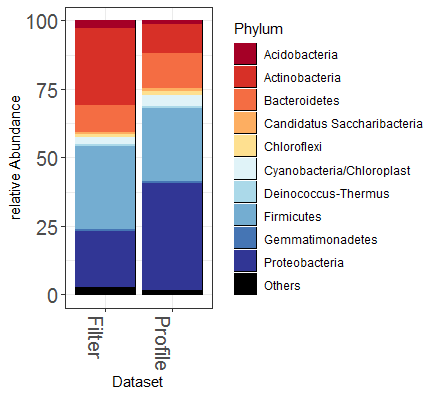 relative Abundance
100
75
50
25
0
Filter
Profile
Dataset
Phylum
Acidobacteria
Actinobacteria
Bacteroidetes
Candidatus Saccharibacteria
Chloroflexi
Cyanobacteria/Chloroplast
Deinococcus-Thermus
Firmicutes
Gemmatimonadetes
Proteobacteria
Others